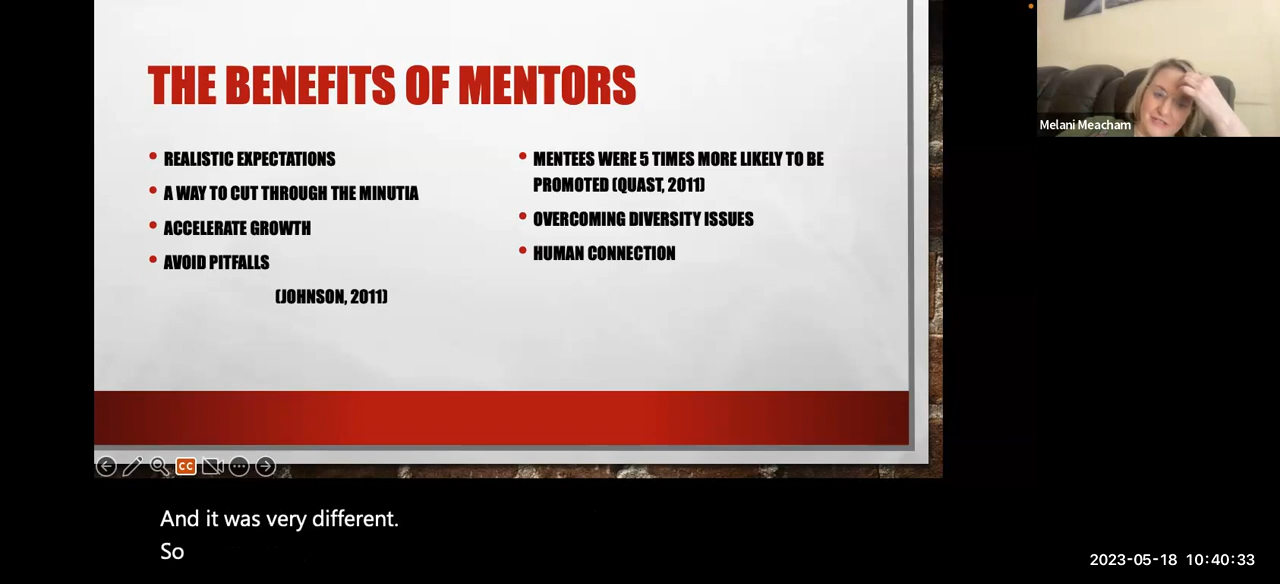 THE BENEFITS OF MENTORS
REALISTIC EXPECTATIONS
A WAY TO CUT THROUGH THE MINUTIA
ACCELERATE GROWTH
AVOID PITFALLS
(JOHNSON, 2011)
MENTEES WERE 5 TIMES MORE LIKELY TO BE
PROMOTED (QUAST, 2011)
OVERCOMING DIVERSITY ISSUES
HUMAN CONNECTION
Melani Meacham
CC
And it was very different.
So
2023-05-18 10:40:33